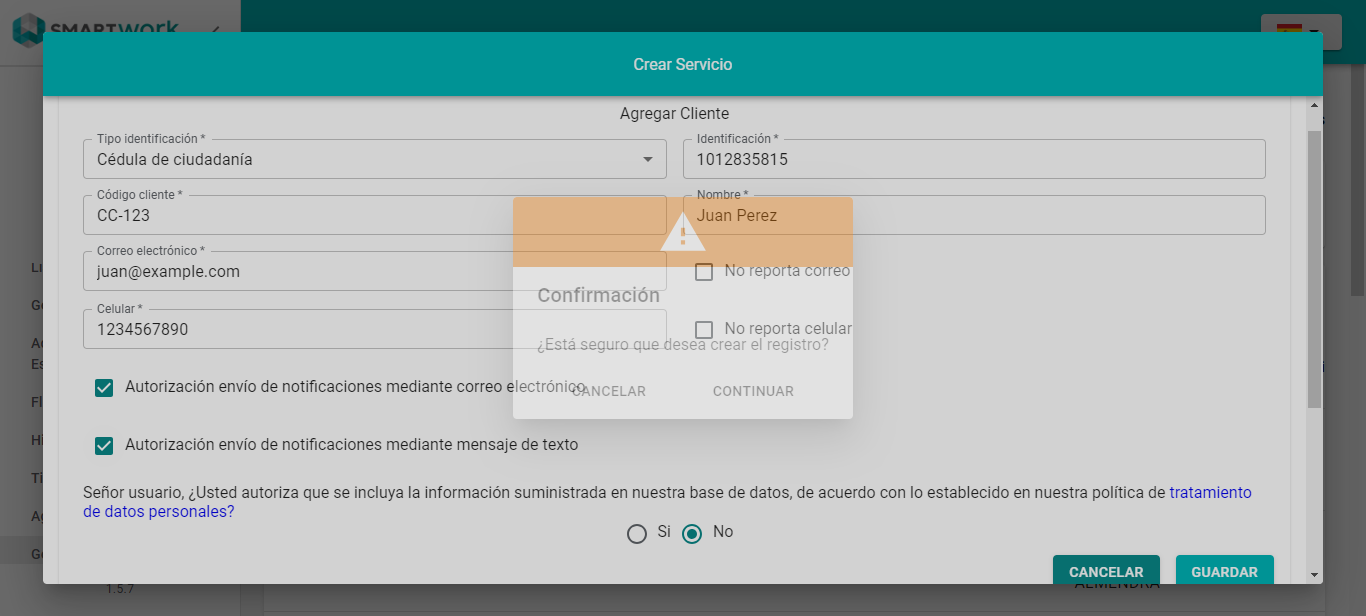 SMARTWORK
Crear Servicio
Agregar Cliente
Tipo identificación *
Cédula de ciudadanía
Identificación *
1012835815
Código cliente *
CC-123
Nombre *
Juan Perez
Correo electrónico *
juan@example.com
No reporta correo
Confirmación
Celular *
1234567890
No reporta celular
¿Está seguro que desea crear el registro?
Autorización envío de notificaciones mediante correo electrónico
CANCELAR
CONTINUAR
Autorización envío de notificaciones mediante mensaje de texto
Señor usuario, ¿Usted autoriza que se incluya la información suministrada en nuestra base de datos, de acuerdo con lo establecido en nuestra política de tratamiento
de datos personales?
Si
No
CANCELAR
GUARDAR
ALMENDRA
1.5.7